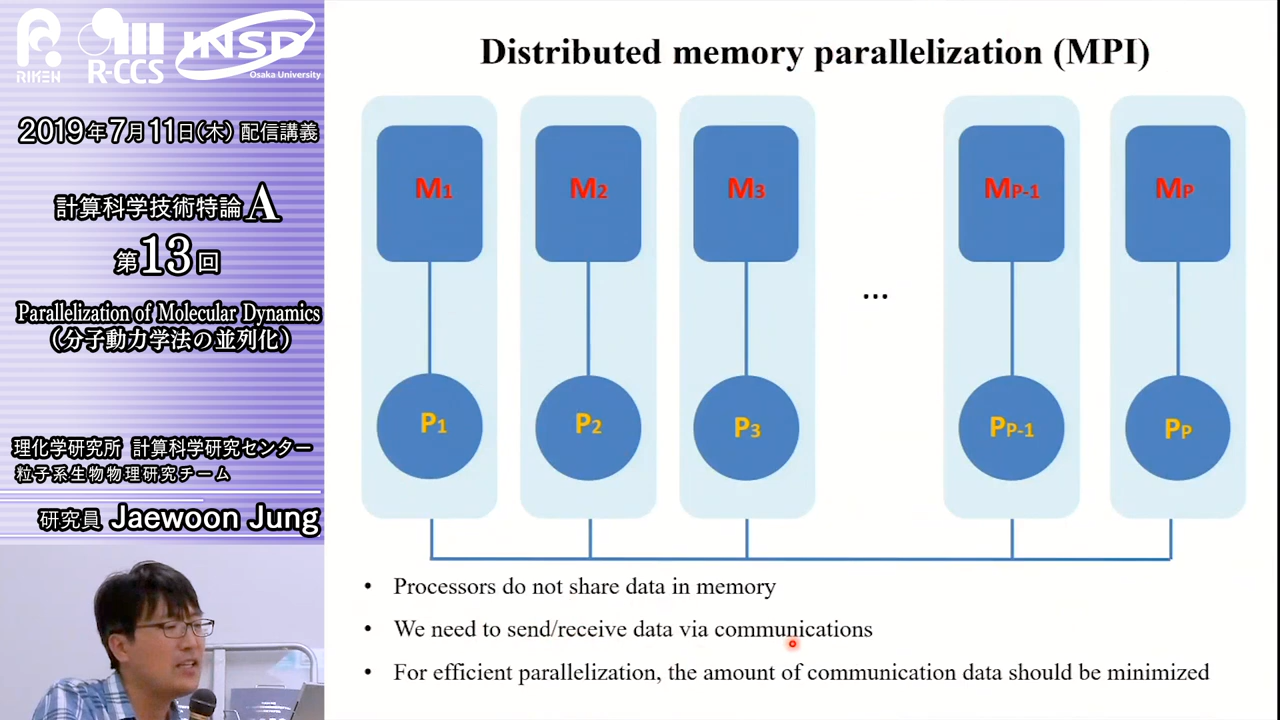 RIKEN
R-CCS
INSD
Osaka University
2019年7月11日(木) 配信講義
計算科学技術特論A
第13回
Parallelization of Molecular Dynamics
(分子動力学法の並列化)
理化学研究所 計算科学研究センター
粒子系生物物理研究チーム
研究員 Jaewoon Jung
Distributed memory parallelization (MPI)
M1 M2 M3 MP-1 MP
...
P1 P2 P3 PP-1 PP
• Processors do not share data in memory
• We need to send/receive data via communications
• For efficient parallelization, the amount of communication data should be minimized